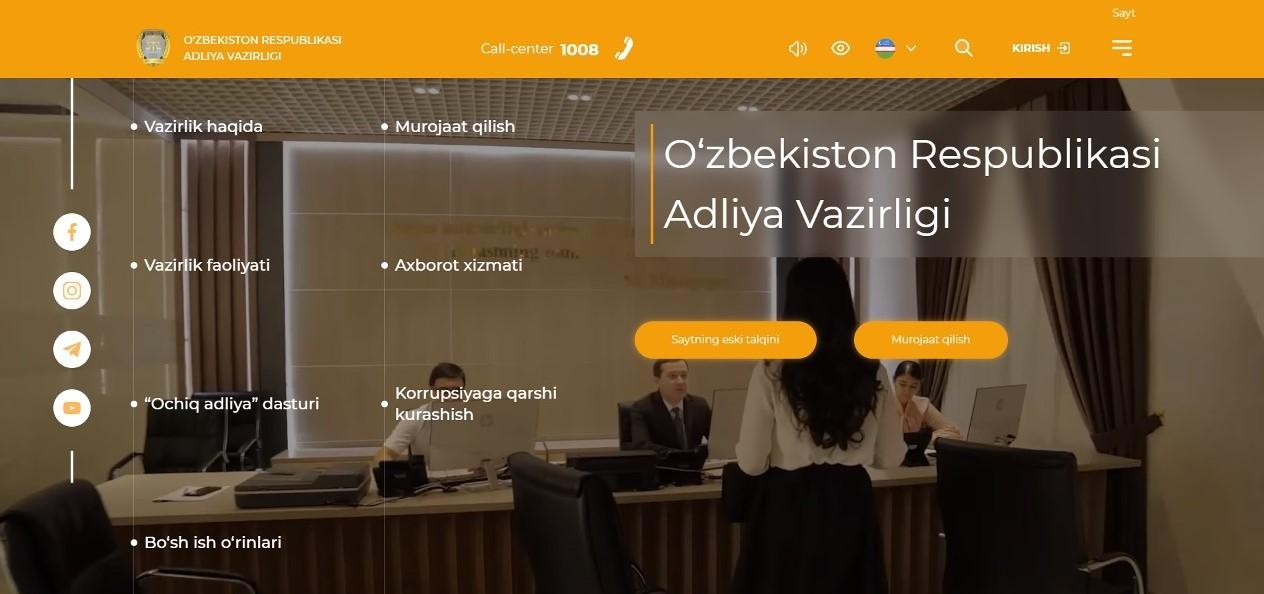 Sayt
O'ZBEKISTON RESPUBLIKASI
ADLIYA VAZIRLIGI
Call-center 1008
KIRISH
Vazirlik haqida
Murojaat qilish
O‘zbekiston Respublikasi
Adliya Vazirligi
Vazirlik faoliyati
Axborot xizmati
Saytning eski talqini
Murojaat qilish
“Ochiq adliya” dasturi
Korrupsiyaga qarshi
kurashish
Bo‘sh ish o‘rinlari